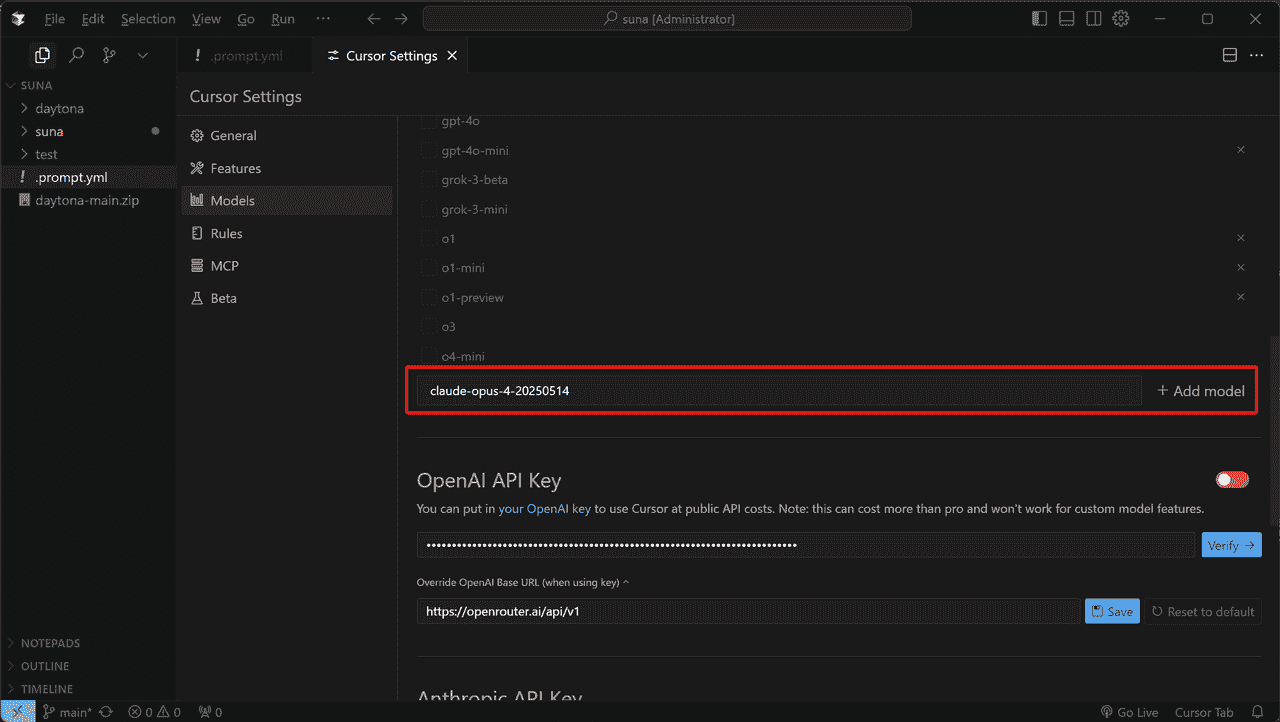 File Edit Selection View Go Run ··· suna [Administrator]
.prompt.yml Cursor Settings
SUNA
daytona
suna
test
.prompt.yml
daytona-main.zip
NOTEPADS
OUTLINE
TIMELINE
Cursor Settings
General
Features
Models
Rules
MCP
Beta
gpt-4o
gpt-4o-mini
grok-3-beta
grok-3-mini
o1
o1-mini
o1-preview
o3
o4-mini
claude-opus-4-20250514 + Add model
OpenAI API Key
You can put in your OpenAI key to use Cursor at public API costs. Note: this can cost more than pro and won't work for custom model features.
Verify →
Override OpenAI Base URL (when using key)
https://openrouter.ai/api/v1 Save Reset to default
Anthropic API Key
main* 0 0 0 Go Live Cursor Tab